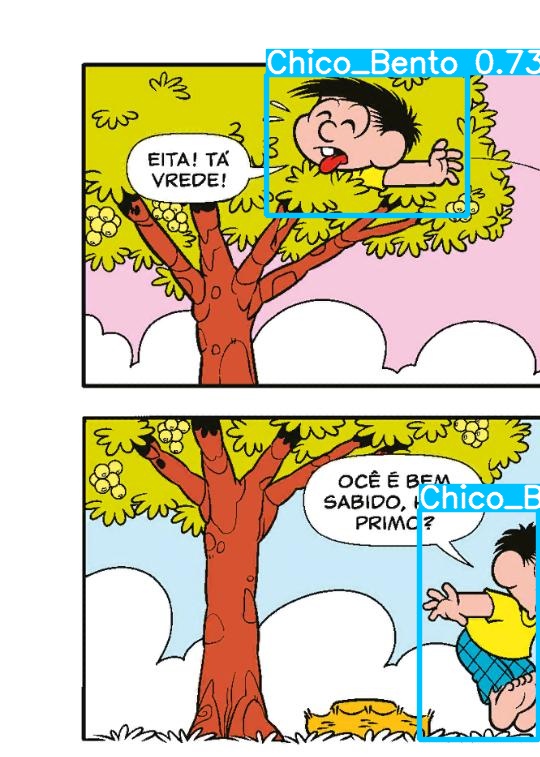 Chico_Bento 0.73
EITA! TÁ
VREDE!
OCÊ É BEM
SABIDO,
PRIMO?
Chico_B